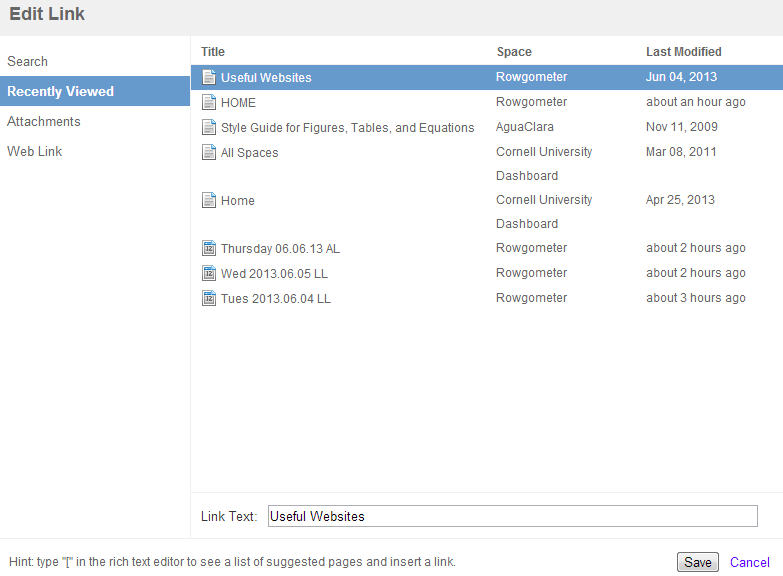 Edit Link
Search
Recently Viewed
Attachments
Web Link
Title Space Last Modified
Useful Websites Rowgometer Jun 04, 2013
HOME Rowgometer about an hour ago
Style Guide for Figures, Tables, and Equations AguaClara Nov 11, 2009
All Spaces Cornell University Mar 08, 2011
Dashboard
Home Cornell University Apr 25, 2013
Dashboard
Thursday 06.06.13 AL Rowgometer about 2 hours ago
Wed 2013.06.05 LL Rowgometer about 2 hours ago
Tues 2013.06.04 LL Rowgometer about 3 hours ago
Link Text: Useful Websites
Hint: type "[" in the rich text editor to see a list of suggested pages and insert a link.
Save Cancel